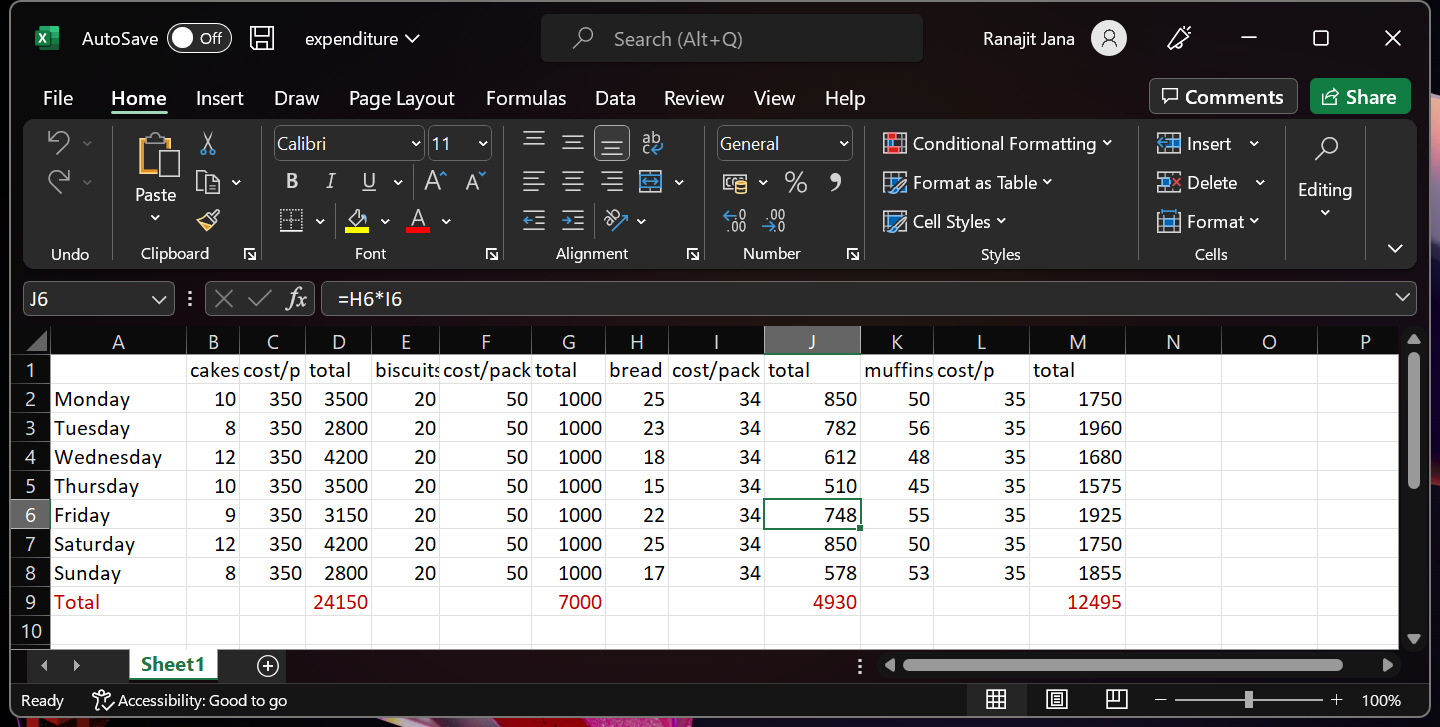 AutoSave Off expenditure Search (Alt+Q) Ranajit Jana
File Home Insert Draw Page Layout Formulas Data Review View Help Comments Share
Calibri 11 ab General Conditional Formatting Insert
Paste B I U A A % Format as Table Delete Editing
A .00 .00 Cell Styles Format
Undo Clipboard Font Alignment Number Styles Cells
J6 fx =H6*I6
A B C D E F G H I J K L M N O P
1 cakes cost/p total biscuits cost/pack total bread cost/pack total muffins cost/p total
2 Monday 10 350 3500 20 50 1000 25 34 850 50 35 1750
3 Tuesday 8 350 2800 20 50 1000 23 34 782 56 35 1960
4 Wednesday 12 350 4200 20 50 1000 18 34 612 48 35 1680
5 Thursday 10 350 3500 20 50 1000 15 34 510 45 35 1575
6 Friday 9 350 3150 20 50 1000 22 34 748 55 35 1925
7 Saturday 12 350 4200 20 50 1000 25 34 850 50 35 1750
8 Sunday 8 350 2800 20 50 1000 17 34 578 53 35 1855
9 Total 24150 7000 4930 12495
10
Sheet1
Ready Accessibility: Good to go 100%